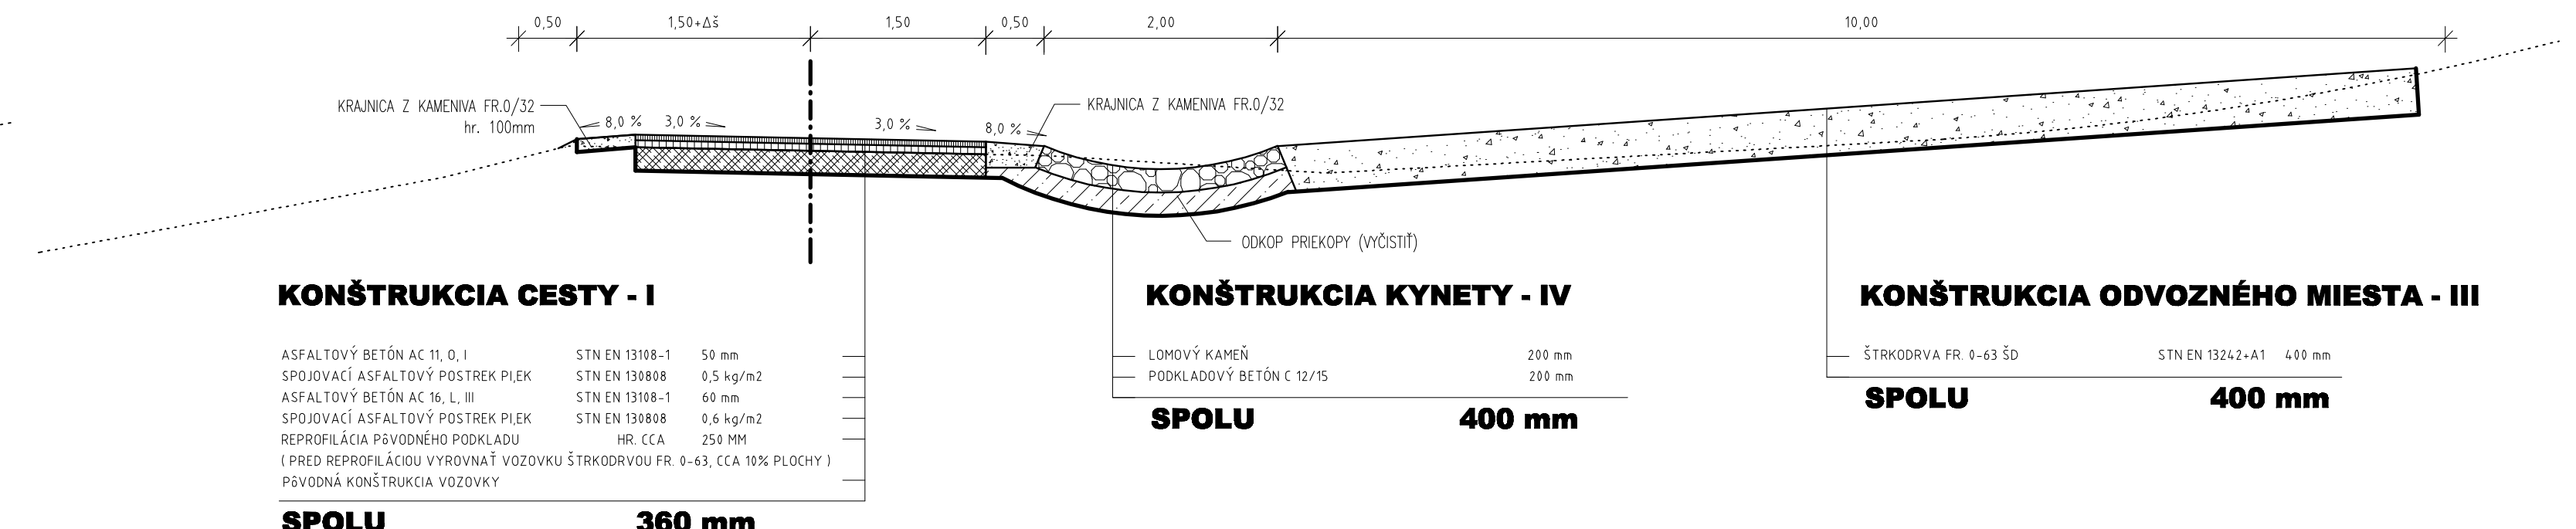 0,50 1,50+Δš 1,50 0,50 2,00 10,00
KRAJNICA Z KAMENIVA FR.0/32
hr. 100mm
8,0 % 3,0 % 3,0 % 8,0 %
KRAJNICA Z KAMENIVA FR.0/32
ODKOP PRIEKOPY (VYČISTIŤ)
KONŠTRUKCIA CESTY - I
ASFALTOVÝ BETÓN AC 11, O, I STN EN 13108-1 50 mm
SPOJOVACÍ ASFALTOVÝ POSTREK PI,EK STN EN 130808 0,5 kg/m2
ASFALTOVÝ BETÓN AC 16, L, III STN EN 13108-1 60 mm
SPOJOVACÍ ASFALTOVÝ POSTREK PI,EK STN EN 130808 0,6 kg/m2
REPROFILÁCIA PôVODNÉHO PODKLADU HR. CCA 250 MM
( PRED REPROFILÁCIOU VYROVNAŤ VOZOVKU ŠTRKODRVOU FR. 0-63, CCA 10% PLOCHY )
PôVODNÁ KONŠTRUKCIA VOZOVKY
SPOLU 360 mm
KONŠTRUKCIA KYNETY - IV
LOMOVÝ KAMEŇ 200 mm
PODKLADOVÝ BETÓN C 12/15 200 mm
SPOLU 400 mm
KONŠTRUKCIA ODVOZNÉHO MIESTA - III
ŠTRKODRVA FR. 0-63 ŠD STN EN 13242+A1 400 mm
SPOLU 400 mm